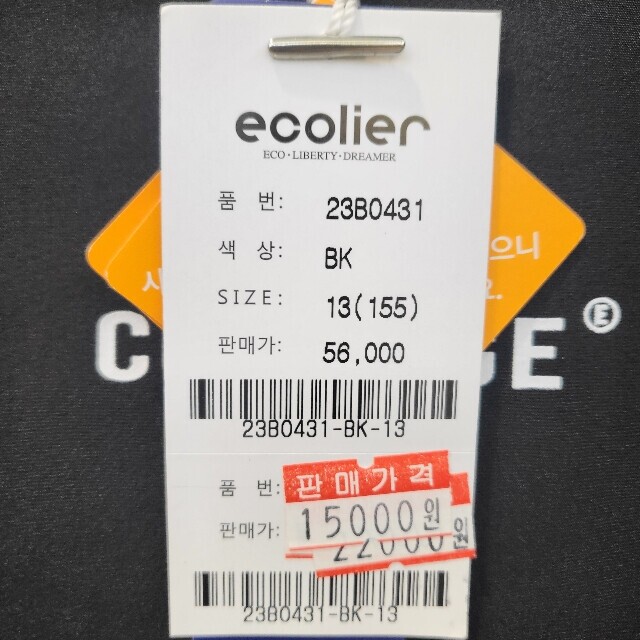 ecolier
ECO·LIBERTY·DREAMER
품 번: 23B0431
색 상: BK
SIZE: 13(155)
판매가: 56,000
23B0431-BK-13
품 번:
판매가:
판매가격
15000원
22000원
23B0431-BK-13